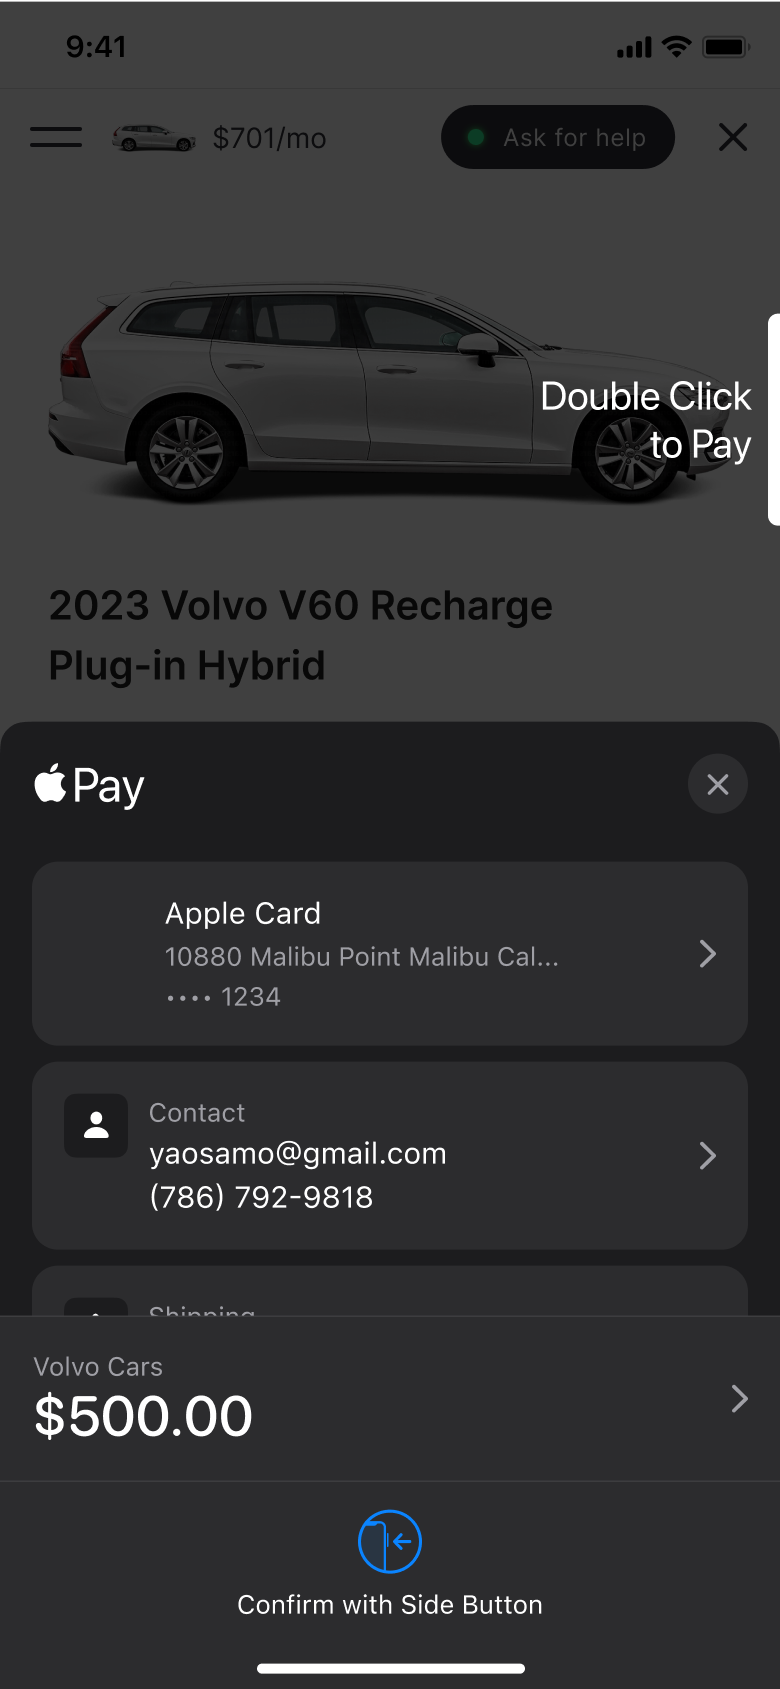 9:41
$701/mo
Ask for help
Double Click
to Pay
2023 Volvo V60 Recharge
Plug-in Hybrid
Pay
Apple Card
10880 Malibu Point Malibu Cal...
•••• 1234
Contact
yaosamo@gmail.com
(786) 792-9818
Shipping
Volvo Cars
$500.00
Confirm with Side Button